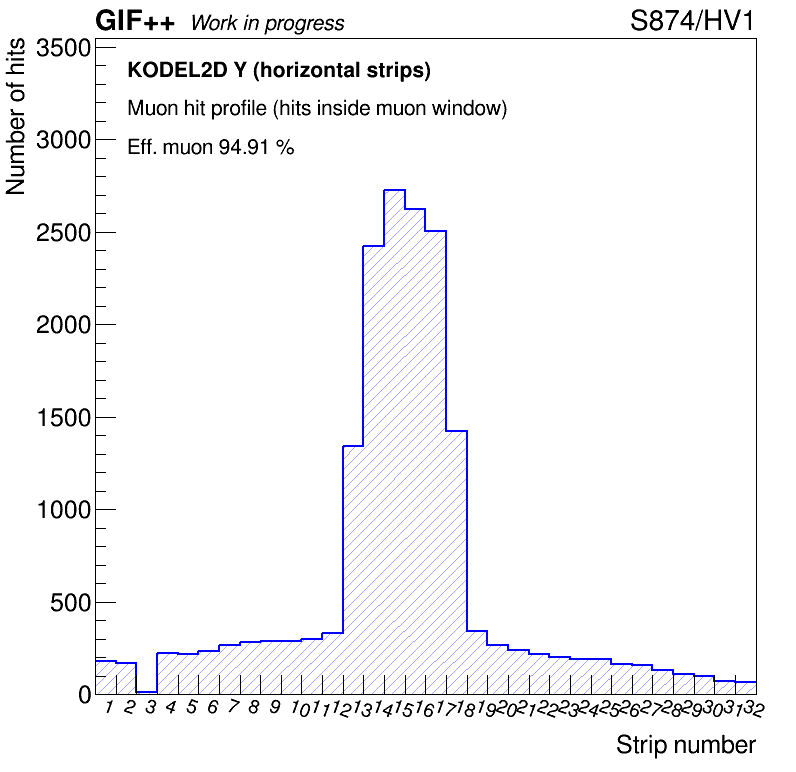 GIF++ Work in progress S874/HV1
Number of hits
KODEL2D Y (horizontal strips)
Muon hit profile (hits inside muon window)
Eff. muon 94.91 %
3500
3000
2500
2000
1500
1000
500
0
1 2 3 4 5 6 7 8 9 10 11 12 13 14 15 16 17 18 19 20 21 22 23 24 25 26 27 28 29 30 31 32
Strip number